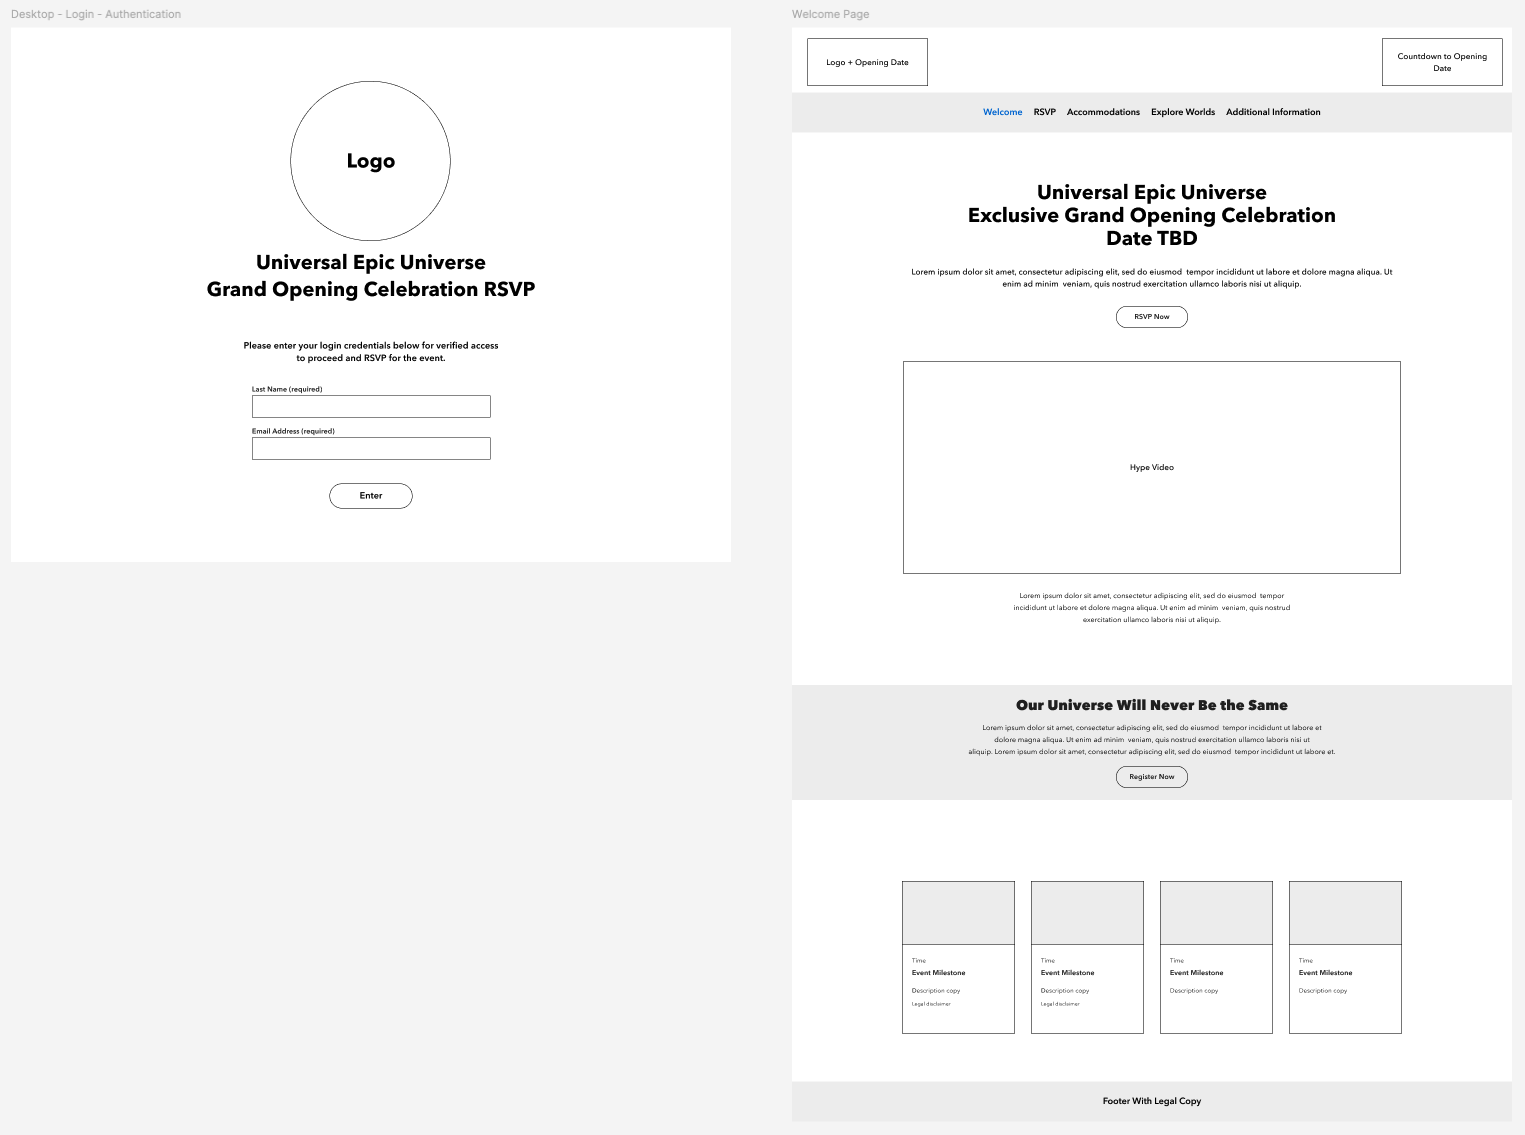 Desktop - Login - Authentication
Logo
Universal Epic Universe
Grand Opening Celebration RSVP
Please enter your login credentials below for verified access
to proceed and RSVP for the event.
Last Name (required)
Email Address (required)
Enter
Welcome Page
Logo + Opening Date
Countdown to Opening
Date
Welcome RSVP Accommodations Explore Worlds Additional Information
Universal Epic Universe
Exclusive Grand Opening Celebration
Date TBD
Lorem ipsum dolor sit amet, consectetur adipiscing elit, sed do eiusmod  tempor incididunt ut labore et dolore magna aliqua. Ut
enim ad minim  veniam, quis nostrud exercitation ullamco laboris nisi ut aliquip.
RSVP Now
Hype Video
Lorem ipsum dolor sit amet, consectetur adipiscing elit, sed do eiusmod  tempor
incididunt ut labore et dolore magna aliqua. Ut enim ad minim  veniam, quis nostrud
exercitation ullamco laboris nisi ut aliquip.
Our Universe Will Never Be the Same
Lorem ipsum dolor sit amet, consectetur adipiscing elit, sed do eiusmod  tempor incididunt ut labore et
dolore magna aliqua. Ut enim ad minim  veniam, quis nostrud exercitation ullamco laboris nisi ut
aliquip. Lorem ipsum dolor sit amet, consectetur adipiscing elit, sed do eiusmod  tempor incididunt ut labore et.
Register Now
Time
Event Milestone
Description copy
Legal disclaimer
Time
Event Milestone
Description copy
Legal disclaimer
Time
Event Milestone
Description copy
Time
Event Milestone
Description copy
Footer With Legal Copy